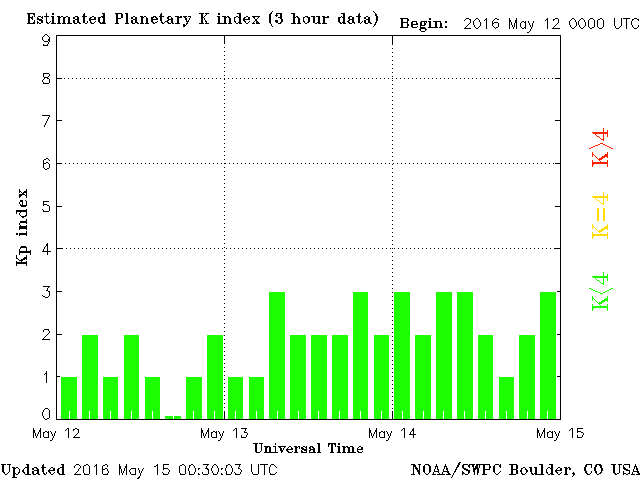 Estimated Planetary K index (3 hour data) Begin: 2016 May 12 0000 UTC
9
8
7
6
5
4
3
2
1
0
Kp index
K<4 K=4 K>4
May 12 May 13 May 14 May 15
Universal Time
Updated 2016 May 15 00:30:03 UTC NOAA/SWPC Boulder, CO USA